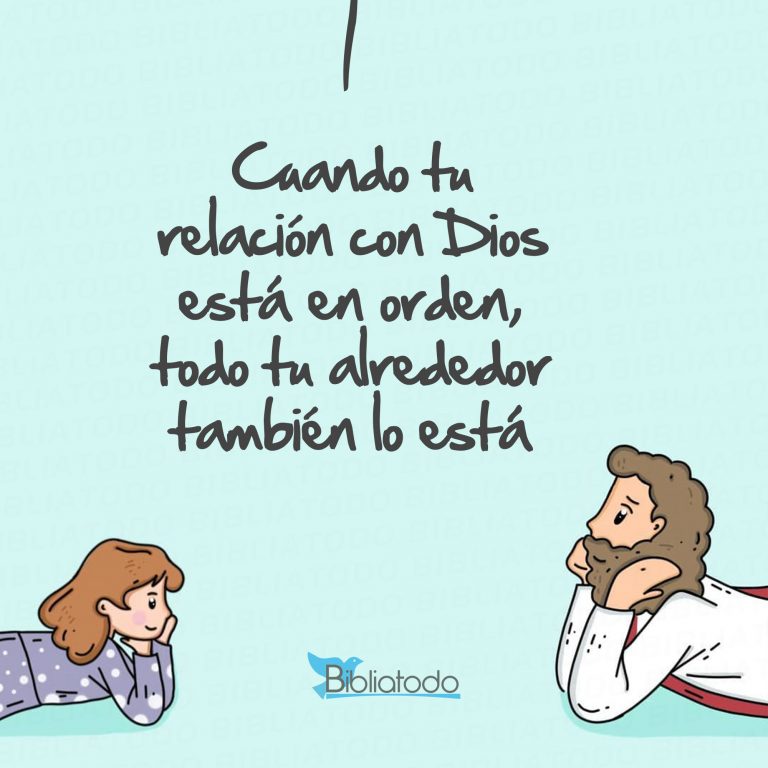 Cuando tu
relación con Dios
está en orden,
todo tu alrededor
también lo está
Bibliatodo